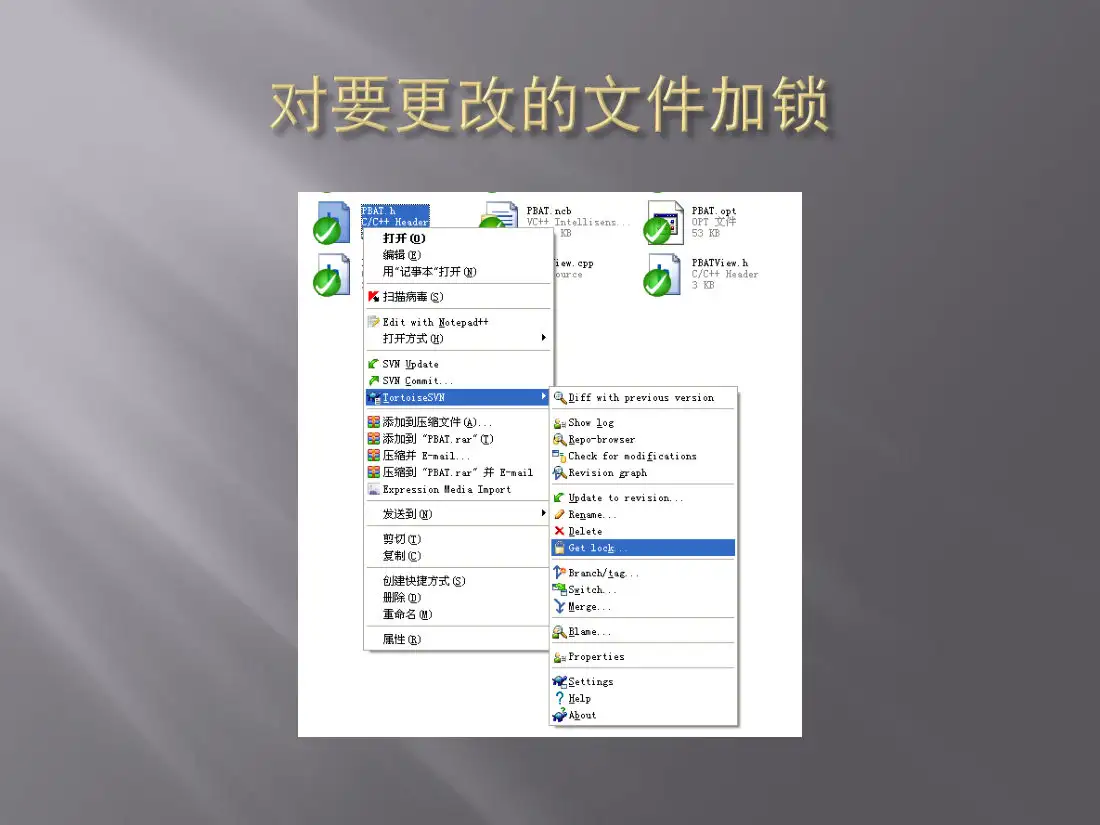 对要更改的文件加锁
PBAT.h
C/C++ Header
PBAT.ncb
VC++ Intellisens...
KB
PBAT.opt
OPT 文件
53 KB
iew.cpp
ource
PBATView.h
C/C++ Header
3 KB
打开(O)
编辑(E)
用“记事本”打开(N)
扫描病毒(S)
Edit with Notepad++
打开方式(H)
SVN Update
SVN Commit...
TortoiseSVN
添加到压缩文件(A)...
添加到 "PBAT.rar"(T)
压缩并 E-mail...
压缩到 "PBAT.rar" 并 E-mail
Expression Media Import
发送到(N)
剪切(T)
复制(C)
创建快捷方式(S)
删除(D)
重命名(M)
属性(R)
Diff with previous version
Show log
Repo-browser
Check for modifications
Revision graph
Update to revision...
Rename...
Delete
Get lock...
Branch/tag...
Switch...
Merge...
Blame...
Properties
Settings
Help
About